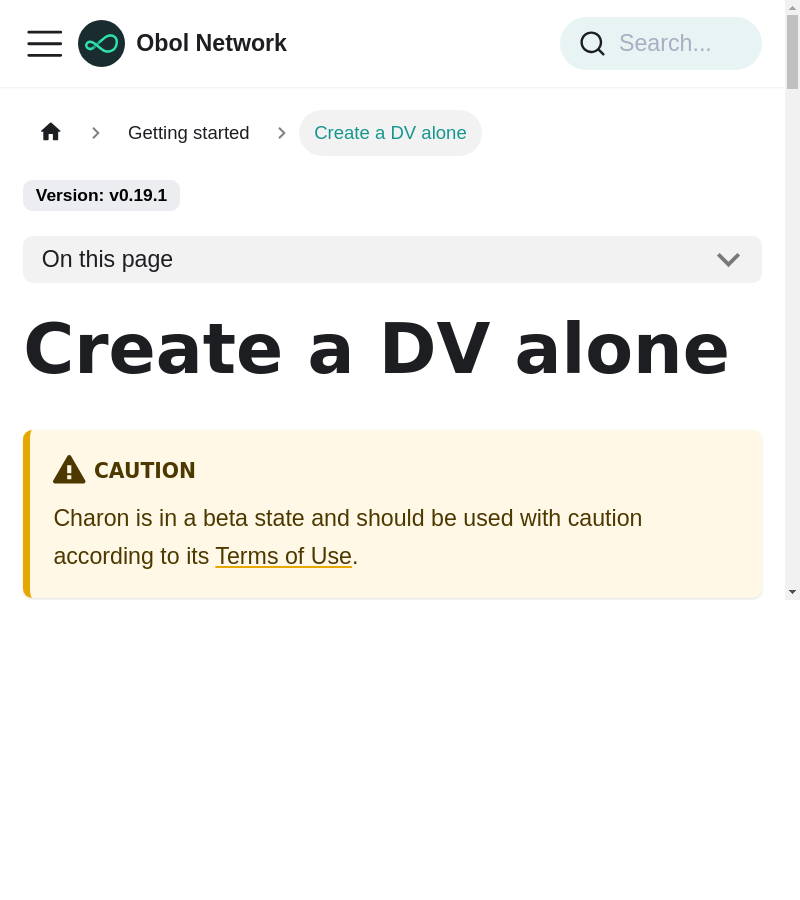 Obol Network
Search...
Getting started
Create a DV alone
Version: v0.19.1
On this page
Create a DV alone
CAUTION
Charon is in a beta state and should be used with caution
according to its Terms of Use.